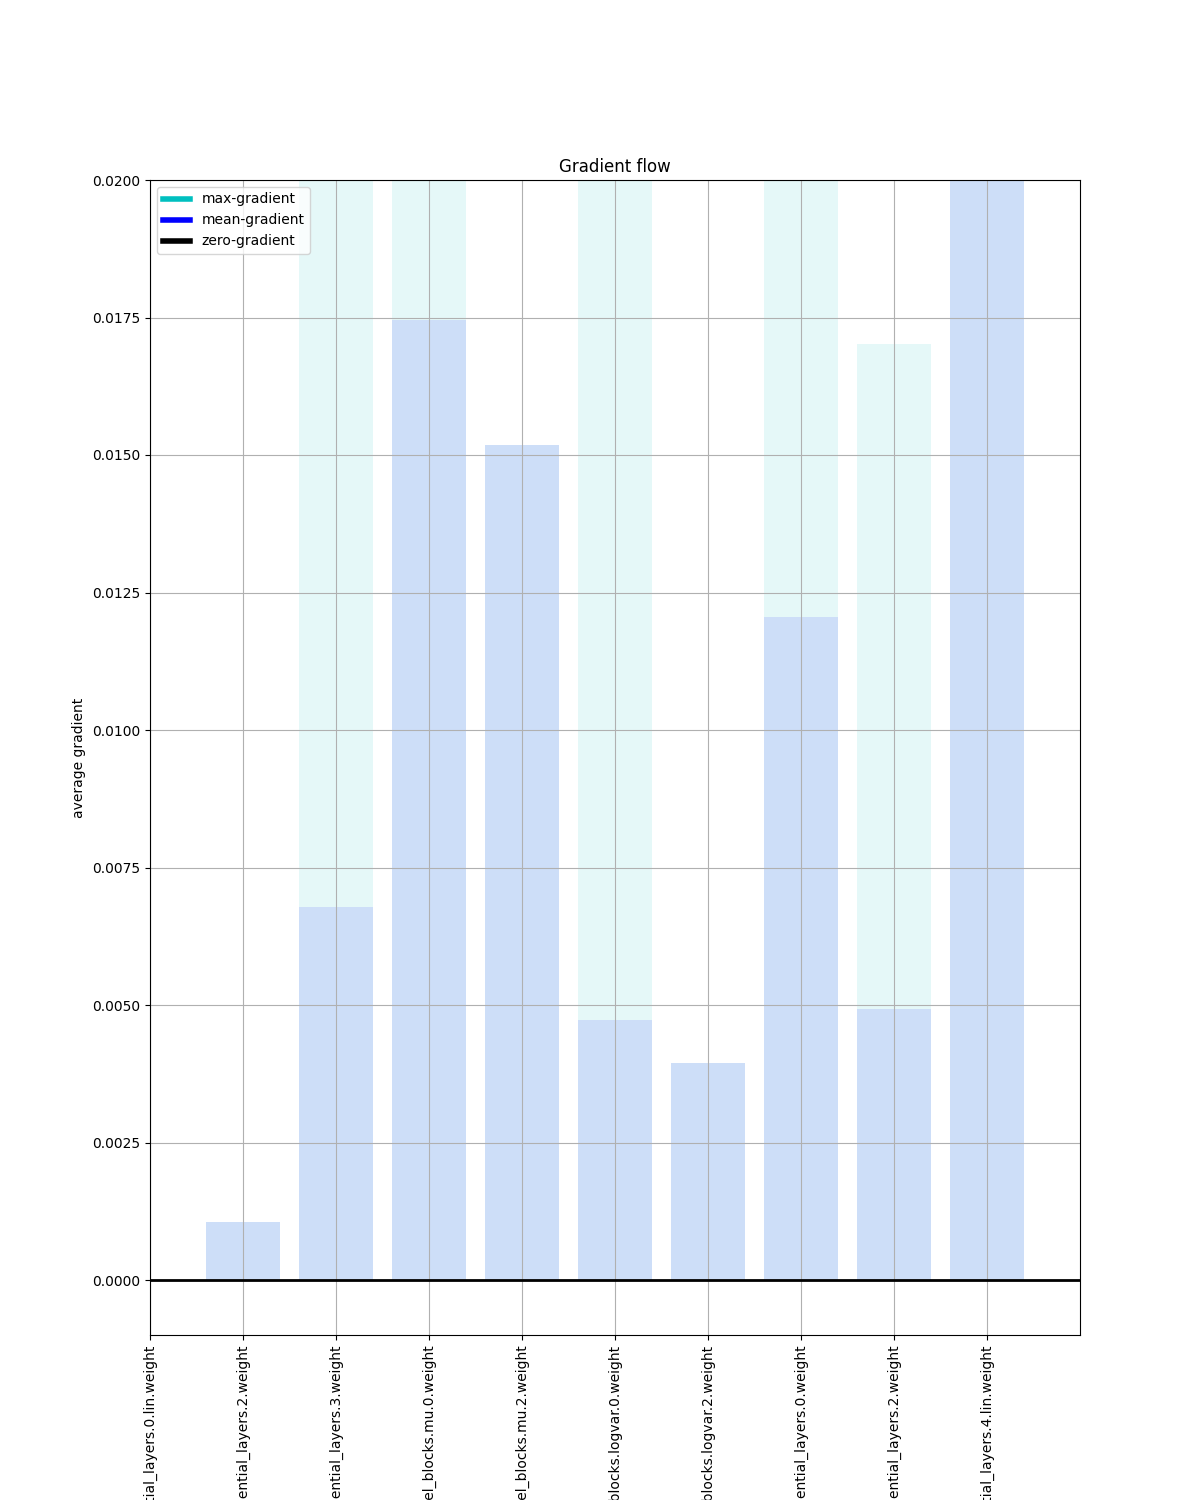 Gradient flow
max-gradient
mean-gradient
zero-gradient
0.0200
0.0175
0.0150
0.0125
0.0100
0.0075
0.0050
0.0025
0.0000
average gradient
tial_layers.0.lin.weight
ential_layers.2.weight
ential_layers.3.weight
el_blocks.mu.0.weight
el_blocks.mu.2.weight
blocks.logvar.0.weight
blocks.logvar.2.weight
ential_layers.0.weight
ential_layers.2.weight
tial_layers.4.lin.weight